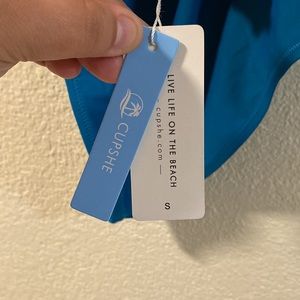 CUPSHE
LIVE LIFE ON THE BEACH
— cupshe.com —
S